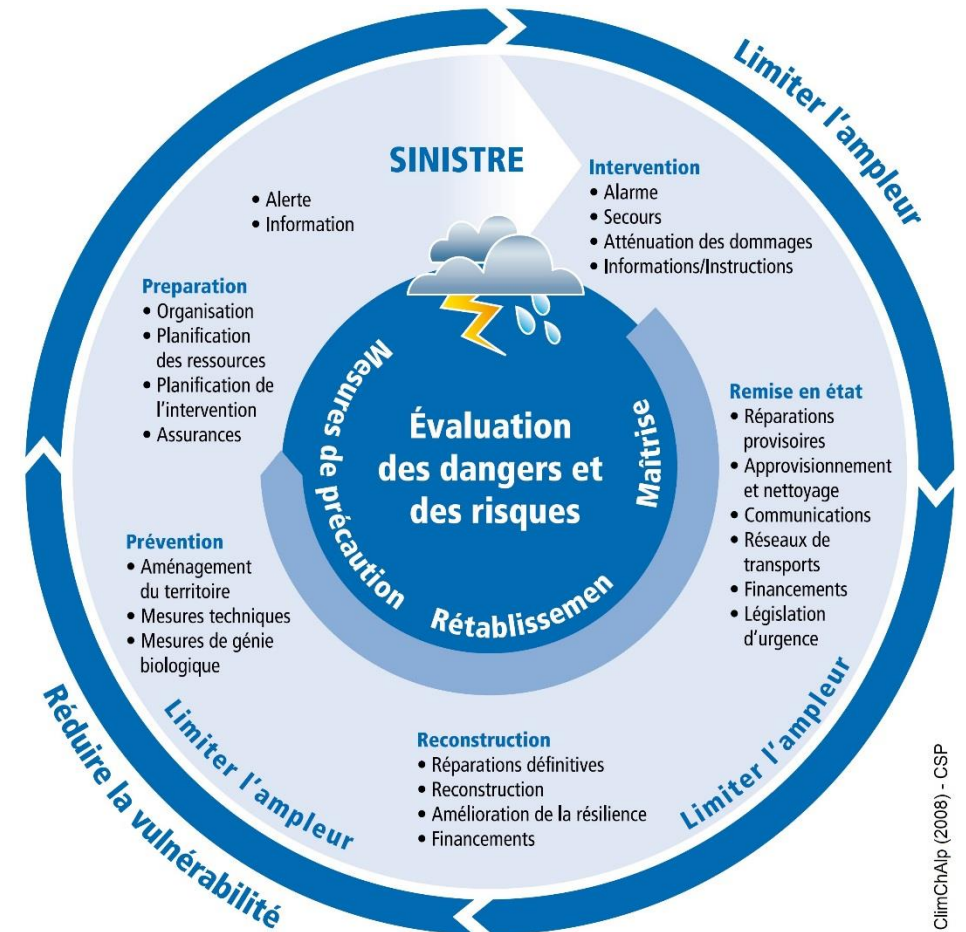 Limiter l'ampleur
SINISTRE
• Alerte
• Information
Intervention
• Alarme
• Secours
• Atténuation des dommages
• Informations/Instructions
Preparation
• Organisation
• Planification
des ressources
• Planification de
l'intervention
• Assurances
Remise en état
• Réparations
provisoires
• Approvisionnement
et nettoyage
• Communications
• Réseaux de
transports
• Financements
• Législation
d'urgence
Mesures de précaution
Évaluation
des dangers et
des risques
Maîtrise
Rétablissemen
Prévention
• Aménagement
du territoire
• Mesures techniques
• Mesures de génie
biologique
Reconstruction
• Réparations définitives
• Reconstruction
• Amélioration de la résilience
• Financements
Limiter l'ampleur
Limiter l'ampleur
Réduire la vulnérabilité
ClimChAlp (2008) - CSP